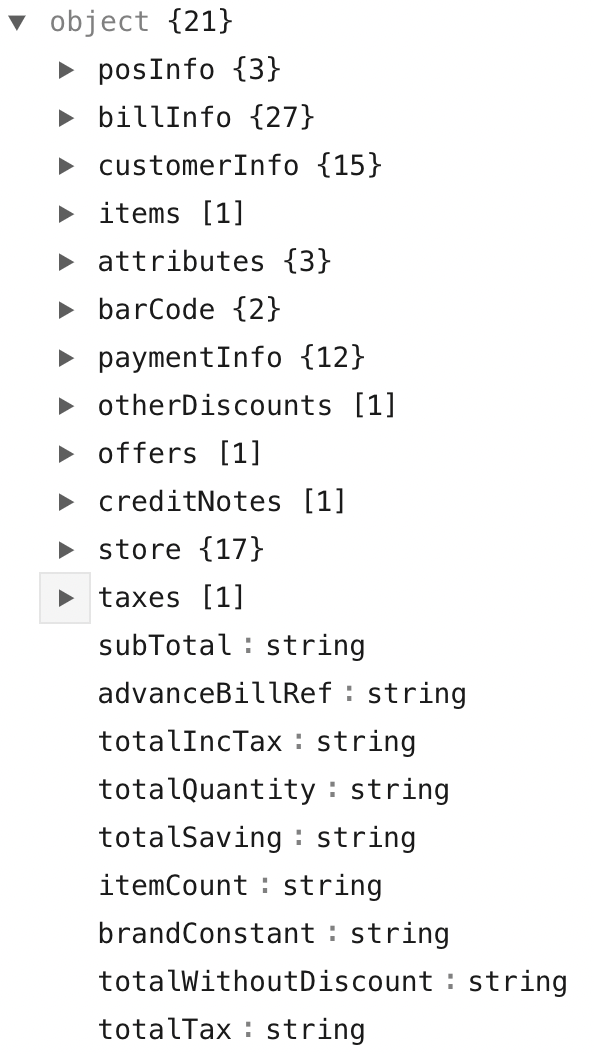 object {21}
posInfo {3}
billInfo {27}
customerInfo {15}
items [1]
attributes {3}
barCode {2}
paymentInfo {12}
otherDiscounts [1]
offers [1]
creditNotes [1]
store {17}
taxes [1]
subTotal : string
advanceBillRef : string
totalIncTax : string
totalQuantity : string
totalSaving : string
itemCount : string
brandConstant : string
totalWithoutDiscount : string
totalTax : string